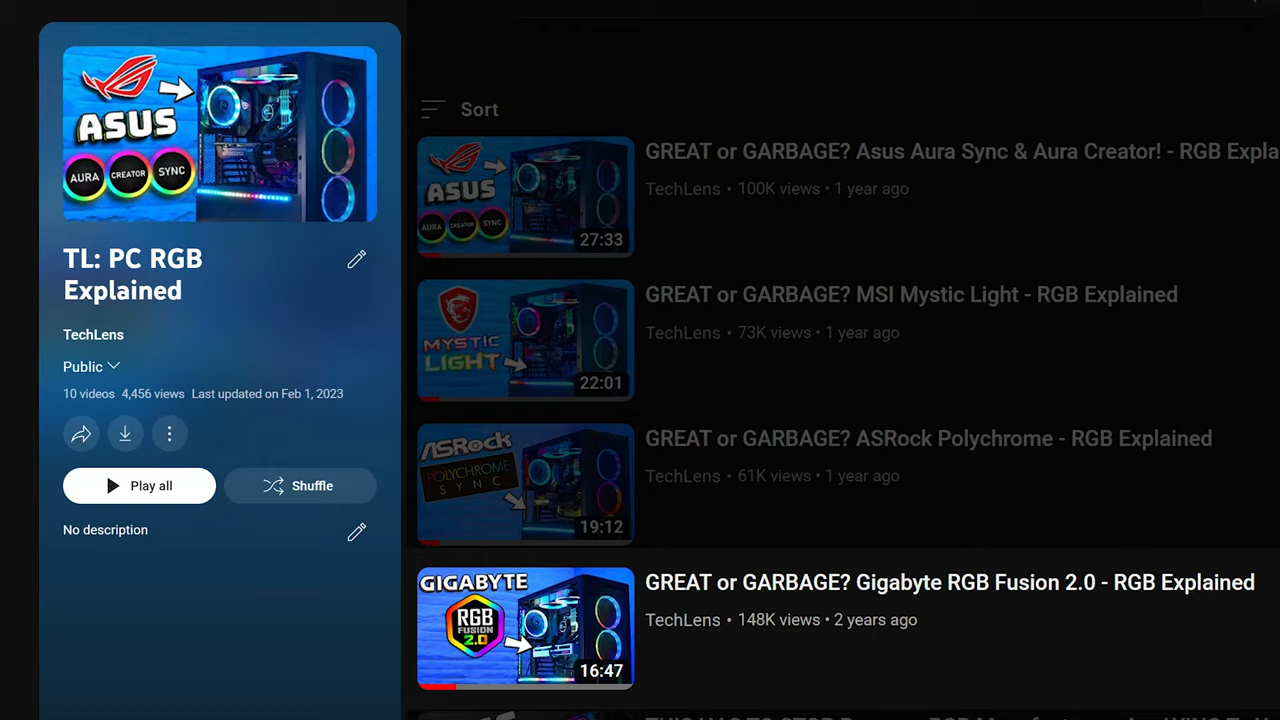 ASUS
AURA
CREATOR
SYNC
TL: PC RGB
Explained
TechLens
Public
10 videos 4,456 views Last updated on Feb 1, 2023
Play all
Shuffle
No description
Sort
ASUS
AURA
CREATOR
SYNC
27:33
GREAT or GARBAGE? Asus Aura Sync & Aura Creator! - RGB Expla
TechLens • 100K views • 1 year ago
MYSTIC
LIGHT
22:01
GREAT or GARBAGE? MSI Mystic Light - RGB Explained
TechLens • 73K views • 1 year ago
ASRock
POLYCHROME
SYNC
19:12
GREAT or GARBAGE? ASRock Polychrome - RGB Explained
TechLens • 61K views • 1 year ago
GIGABYTE
RGB
FUSION
2.0
16:47
GREAT or GARBAGE? Gigabyte RGB Fusion 2.0 - RGB Explained
TechLens • 148K views • 2 years ago